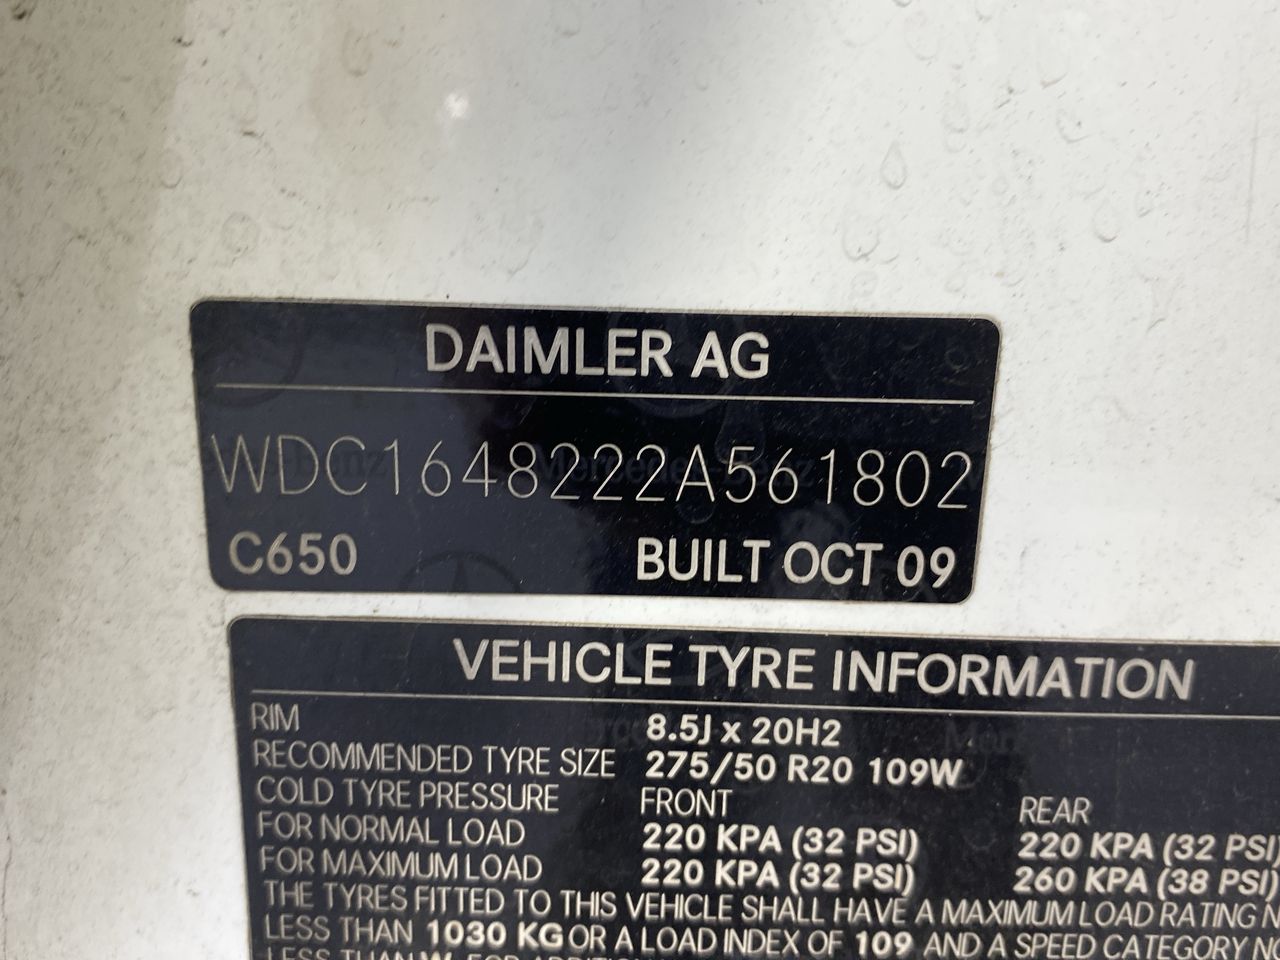 DAIMLER AG
WDC1648222A561802
C650 BUILT OCT 09
VEHICLE TYRE INFORMATION
RIM 8.5J x 20H2
RECOMMENDED TYRE SIZE 275/50 R20 109W
COLD TYRE PRESSURE FRONT REAR
FOR NORMAL LOAD 220 KPA (32 PSI) 220 KPA (32 PSI)
FOR MAXIMUM LOAD 220 KPA (32 PSI) 260 KPA (38 PSI)
THE TYRES FITTED TO THIS VEHICLE SHALL HAVE A MAXIMUM LOAD RATING N
LESS THAN 1030 KG OR A LOAD INDEX OF 109 AND A SPEED CATEGORY NO
LESS THAN W.